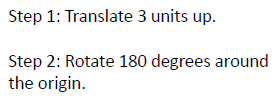 Step 1: Translate 3 units up.
Step 2: Rotate 180 degrees around
the origin.